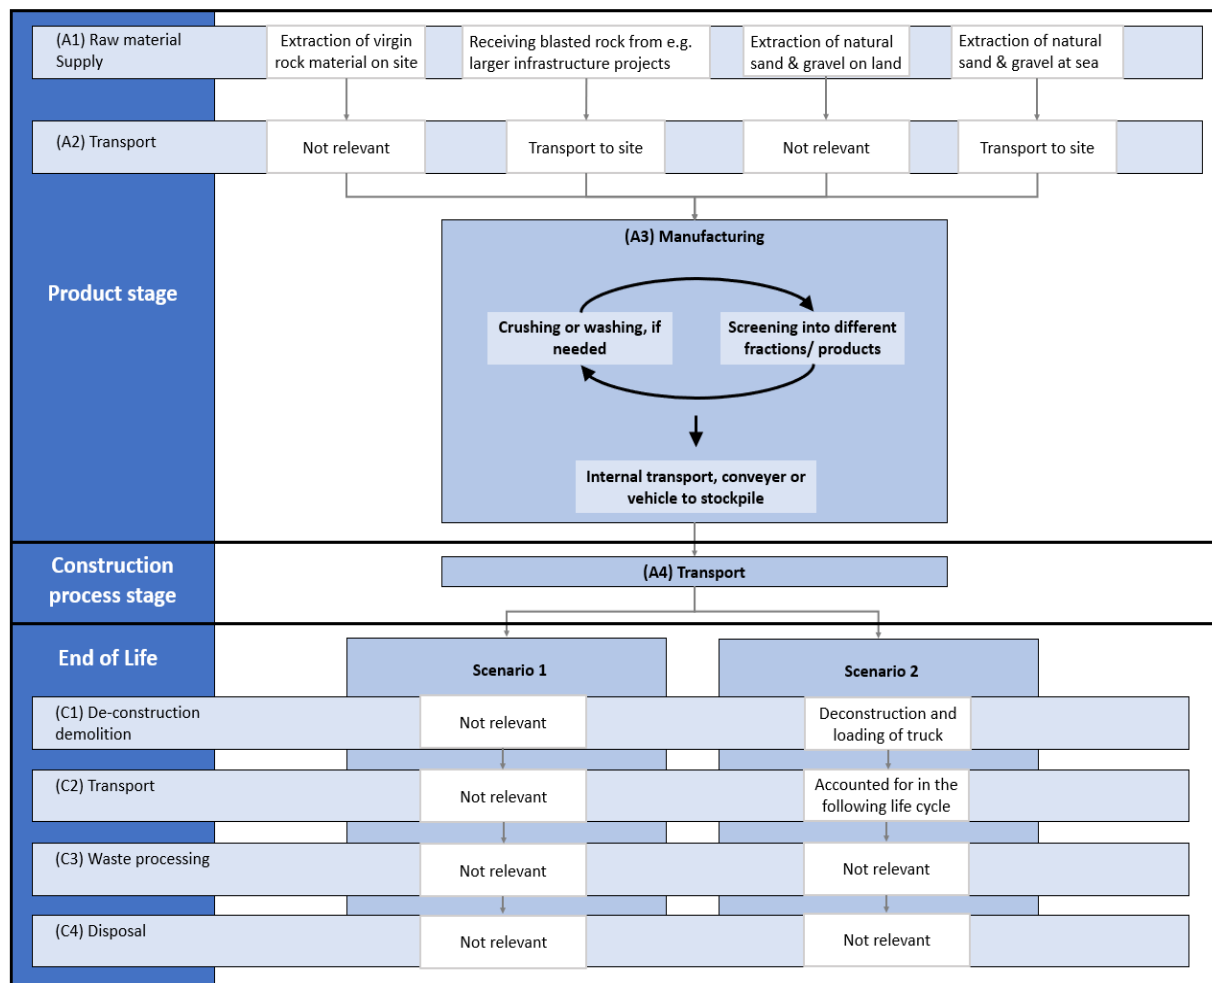 (A1) Raw material
Supply
Extraction of virgin
rock material on site
Receiving blasted rock from e.g.
larger infrastructure projects
Extraction of natural
sand & gravel on land
Extraction of natural
sand & gravel at sea
(A2) Transport
Not relevant
Transport to site
Not relevant
Transport to site
Product stage
(A3) Manufacturing
Crushing or washing, if
needed
Screening into different
fractions/ products
Internal transport, conveyer or
vehicle to stockpile
Construction
process stage
(A4) Transport
End of Life
Scenario 1
Scenario 2
(C1) De-construction
demolition
Not relevant
Deconstruction and
loading of truck
(C2) Transport
Not relevant
Accounted for in the
following life cycle
(C3) Waste processing
Not relevant
Not relevant
(C4) Disposal
Not relevant
Not relevant